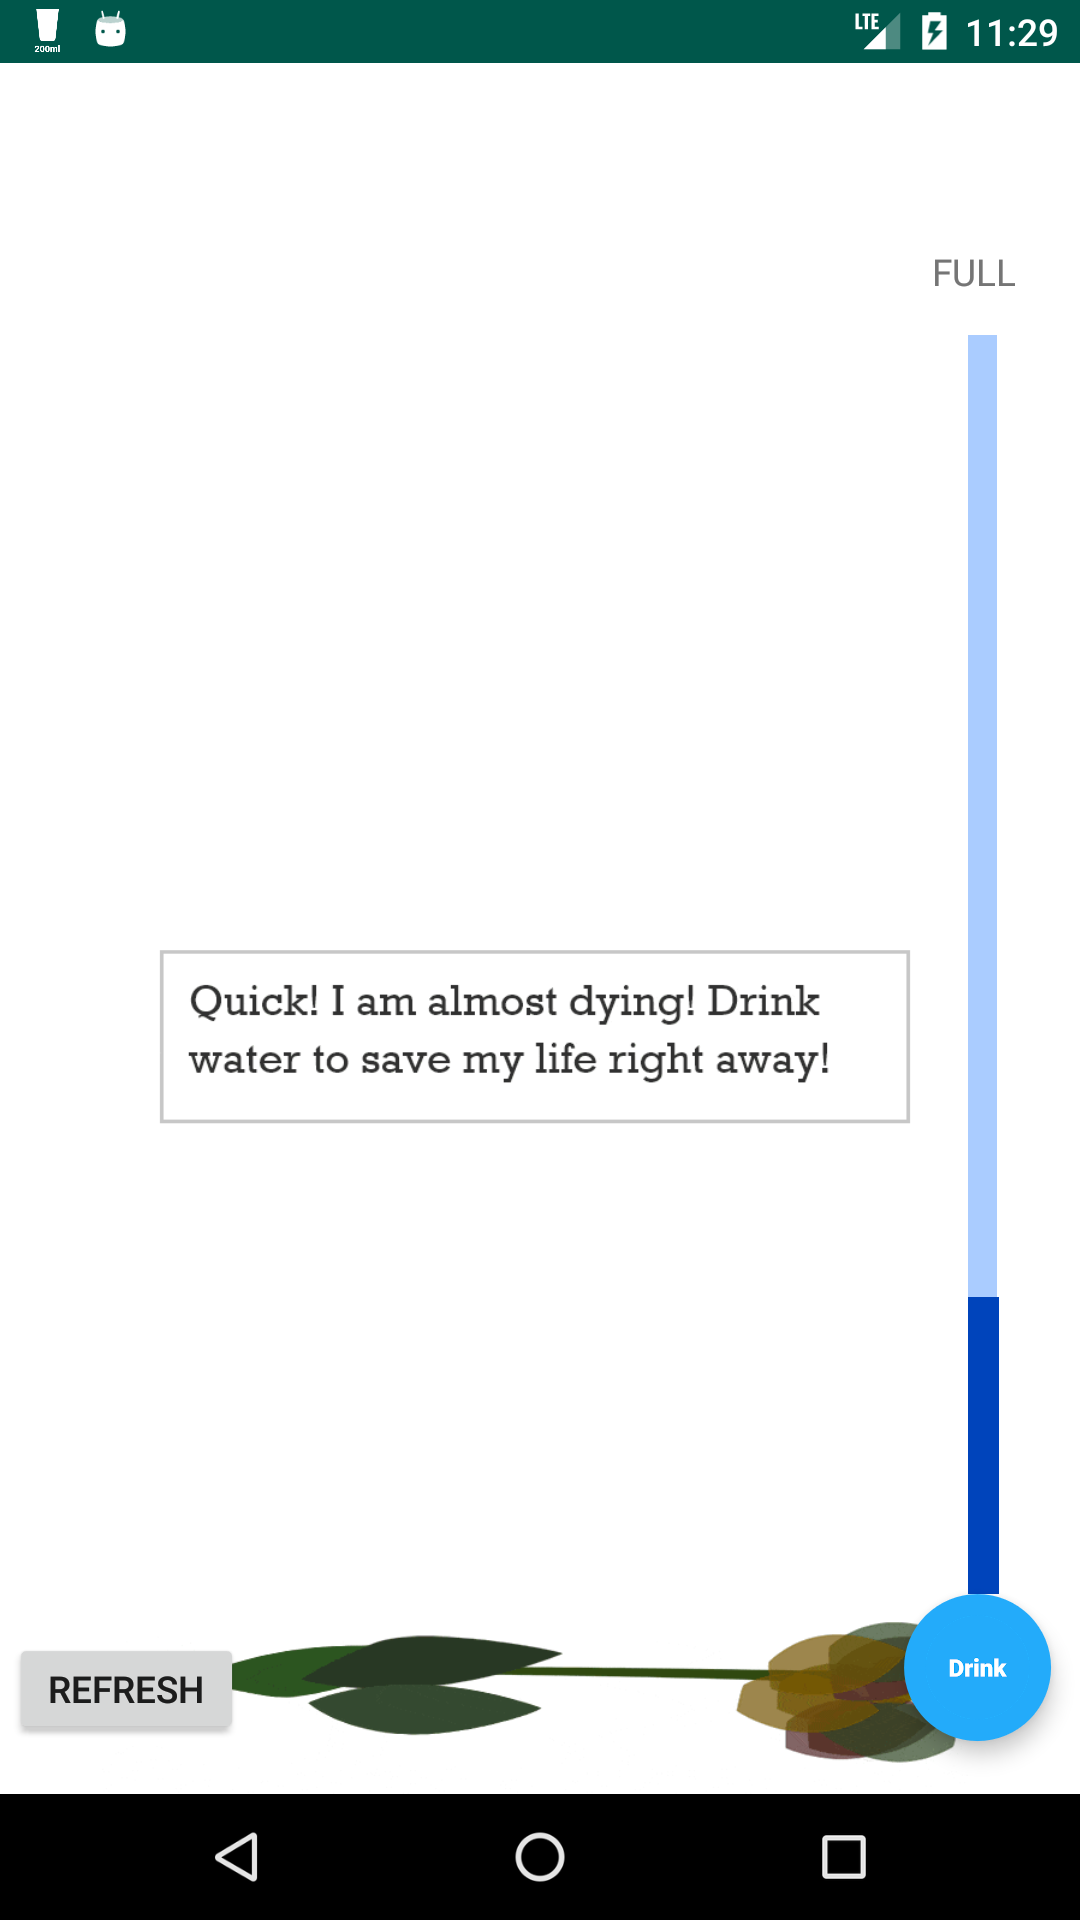 200ml
LTE
11:29
FULL
Quick! I am almost dying! Drink
water to save my life right away!
REFRESH
Drink